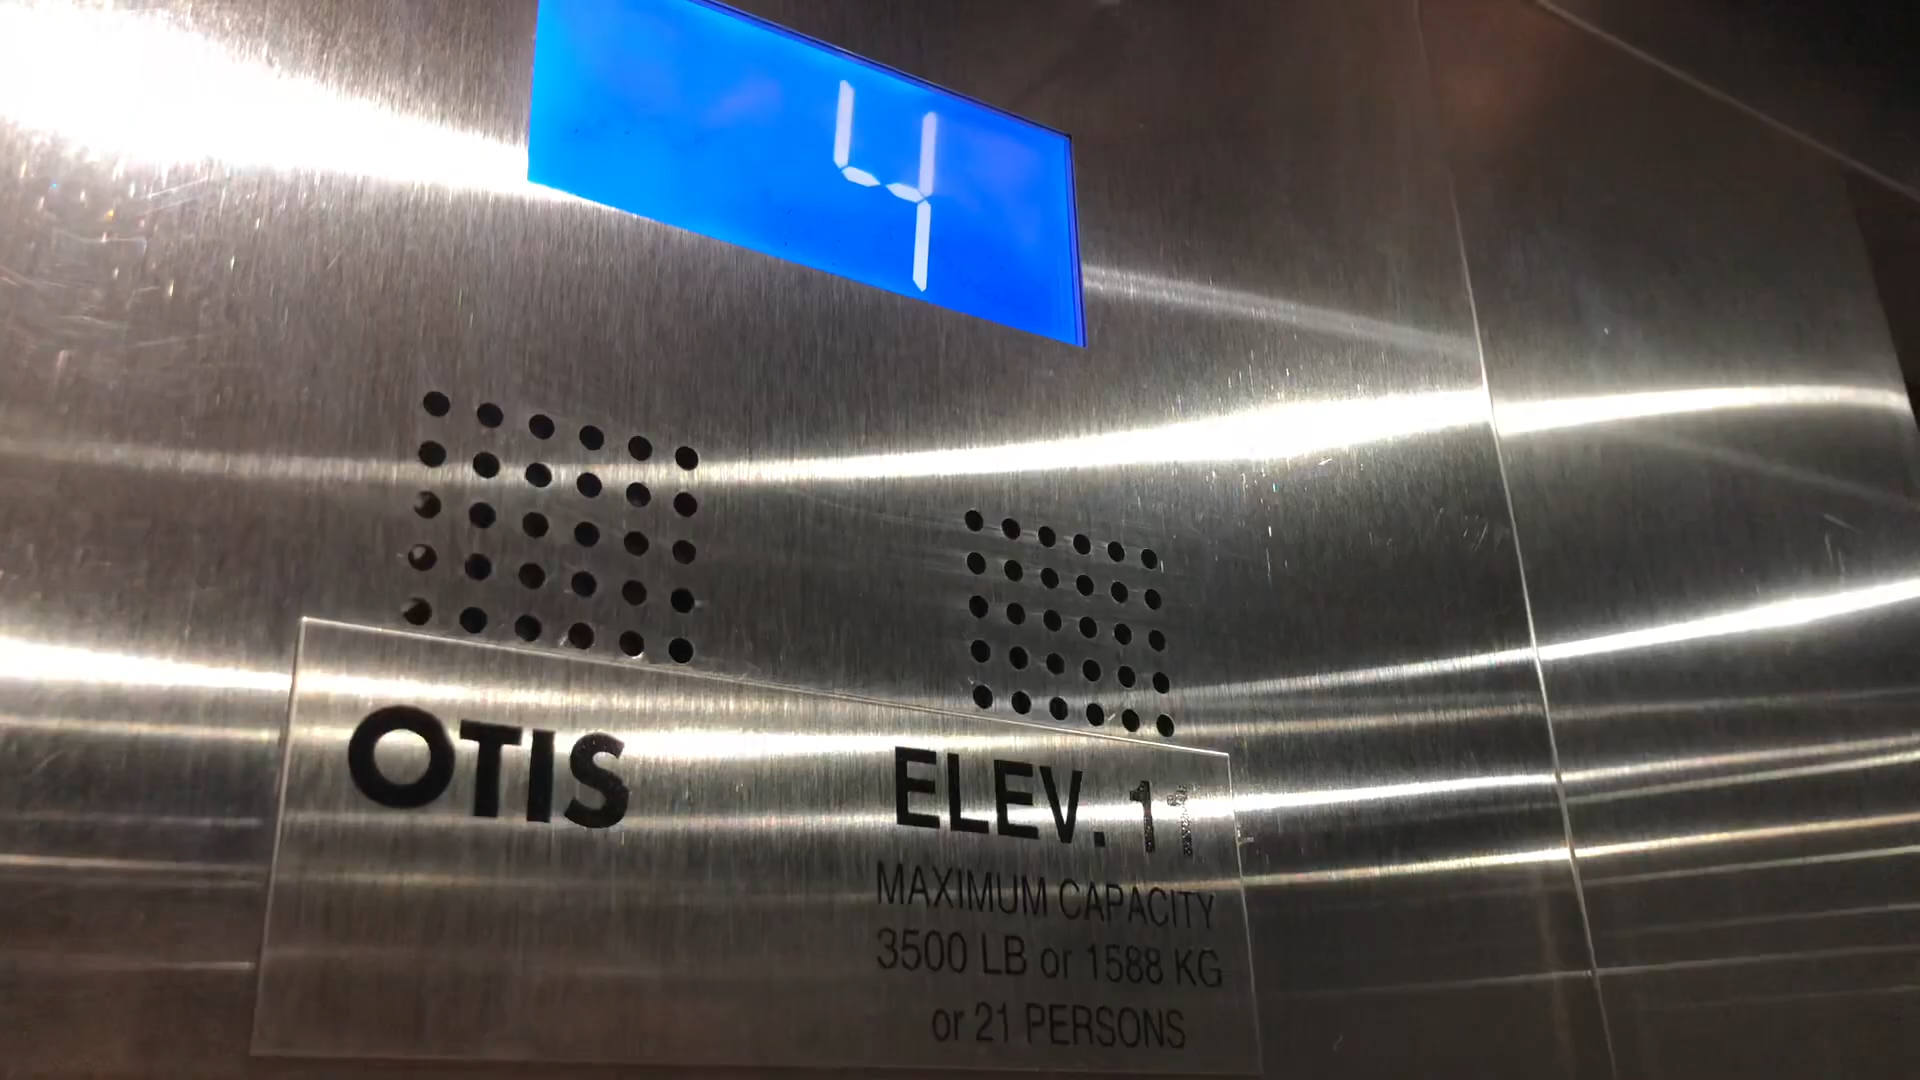 4
OTIS
ELEV. 11
MAXIMUM CAPACITY
3500 LB or 1588 KG
or 21 PERSONS